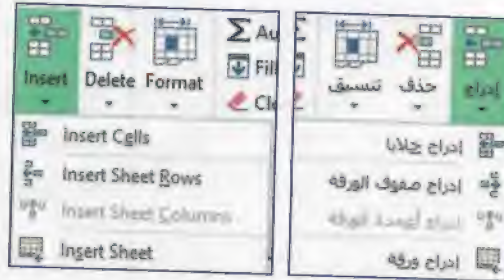 Insert Delete Format
Au
Fil
Cle
Insert Cells
Insert Sheet Rows
Insert Sheet Columns
Insert Sheet
إدراج حذف تنسيق
إدراج خلايا
إدراج صفوف الورقة
إدراج أعمدة الورقة
إدراج ورقة